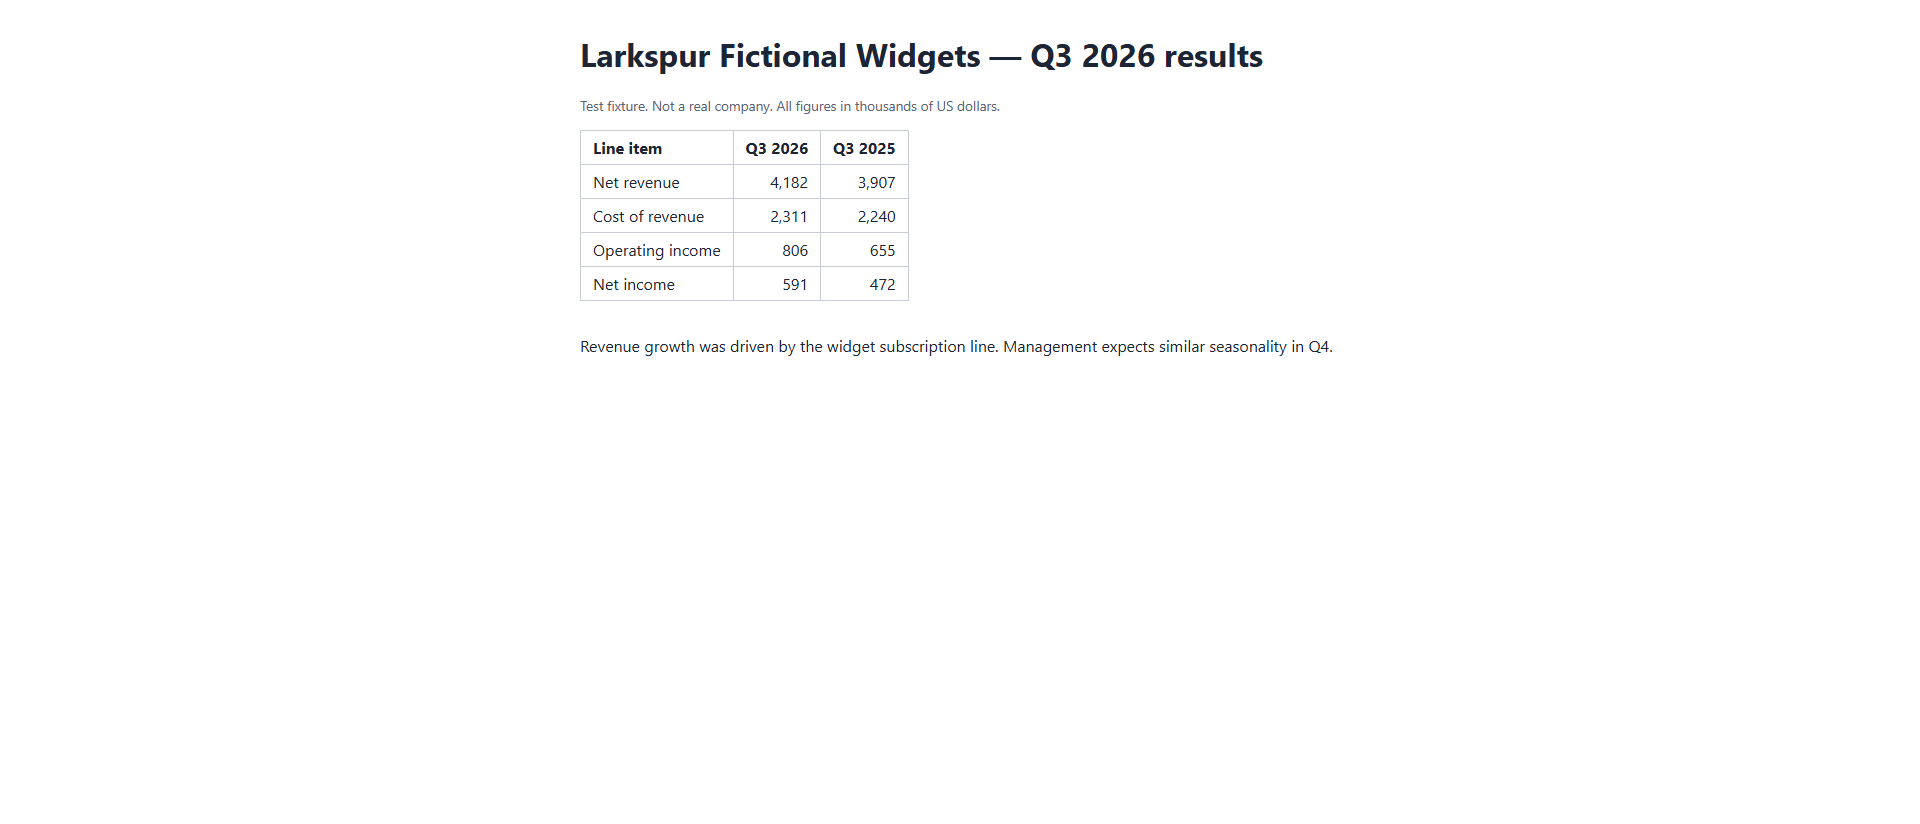 Larkspur Fictional Widgets — Q3 2026 results
Test fixture. Not a real company. All figures in thousands of US dollars.
Line item Q3 2026 Q3 2025
Net revenue 4,182 3,907
Cost of revenue 2,311 2,240
Operating income 806 655
Net income 591 472
Revenue growth was driven by the widget subscription line. Management expects similar seasonality in Q4.